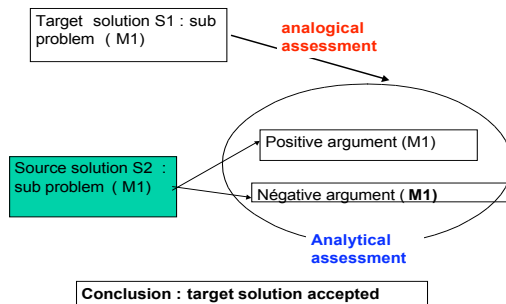 Target solution S1 : sub
problem ( M1)
analogical
assessment
Positive argument (M1)
Source solution S2 :
sub problem ( M1)
Négative argument ( M1)
Analytical
assessment
Conclusion : target solution accepted